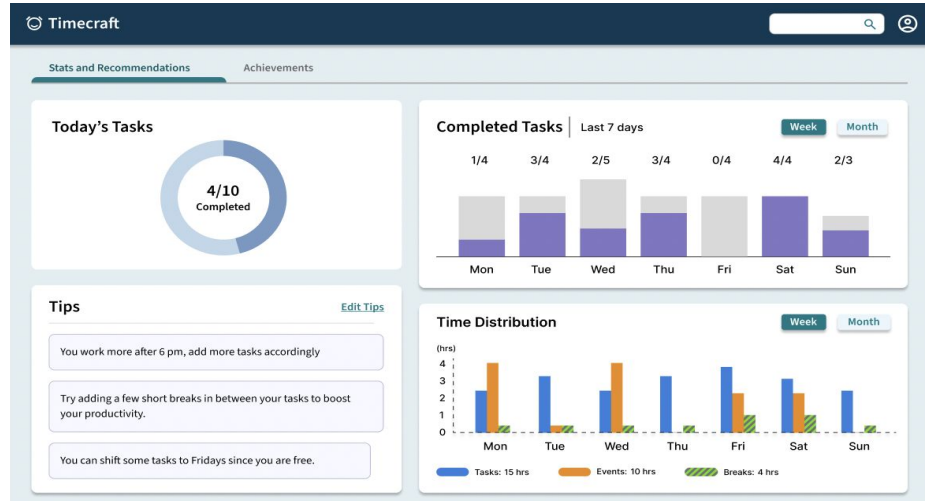 Timecraft
Stats and Recommendations
Achievements
Today's Tasks
4/10
Completed
Tips
Edit Tips
You work more after 6 pm, add more tasks accordingly
Try adding a few short breaks in between your tasks to boost
your productivity.
You can shift some tasks to Fridays since you are free.
Completed Tasks | Last 7 days
Week
Month
1/4 3/4 2/5 3/4 0/4 4/4 2/3
Mon Tue Wed Thu Fri Sat Sun
Time Distribution
Week
Month
(hrs)
4
3
2
1
0
Mon Tue Wed Thu Fri Sat Sun
Tasks: 15 hrs
Events: 10 hrs
Breaks: 4 hrs